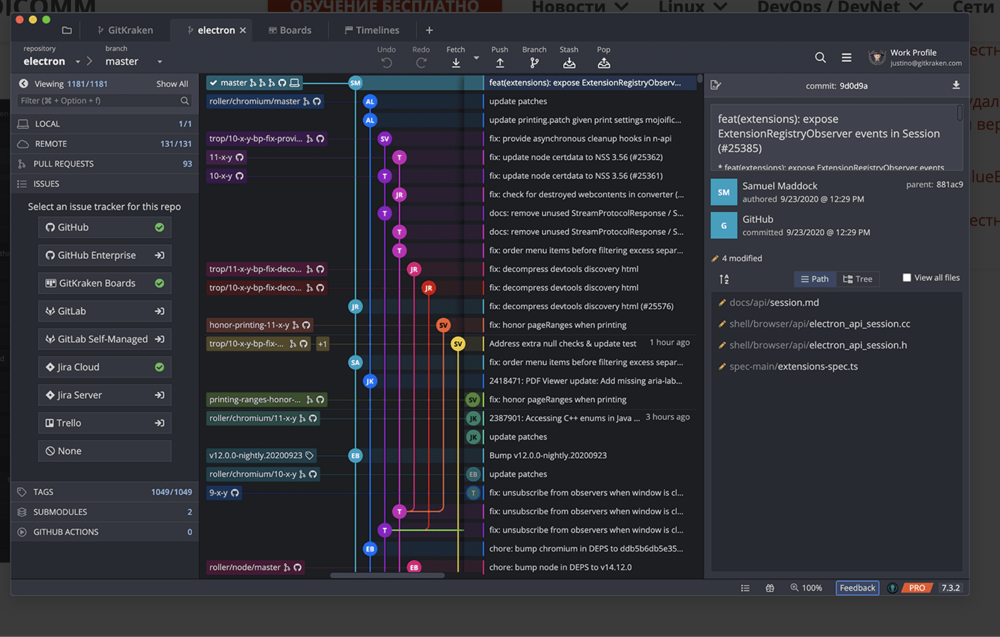 ОБУЧЕНИЕ БЕСПЛАТНО
Новости
Linux
DevOps / DevNet
Сети
GitKraken
electron
Boards
Timelines
repository
electron
branch
master
Undo
Redo
Fetch
Push
Branch
Stash
Pop
Work Profile
justino@gitkraken.com
Viewing 1181/1181
Show All
Filter (⌘ + Option + f)
LOCAL 1/1
REMOTE 131/131
PULL REQUESTS 93
ISSUES
Select an issue tracker for this repo
GitHub
GitHub Enterprise
GitKraken Boards
GitLab
GitLab Self-Managed
Jira Cloud
Jira Server
Trello
None
TAGS 1049/1049
SUBMODULES 2
GITHUB ACTIONS 0
master SM feat(extensions): expose ExtensionRegistryObserv...
roller/chromium/master AL update patches
AL update printing.patch given print settings mojoific...
trop/10-x-y-bp-fix-provi... SV fix: provide asynchronous cleanup hooks in n-api
11-x-y T fix: update node certdata to NSS 3.56 (#25362)
10-x-y T fix: update node certdata to NSS 3.56 (#25361)
JR fix: check for destroyed webcontents in converter (...
T docs: remove unused StreamProtocolResponse / S...
T docs: remove unused StreamProtocolResponse / S...
T fix: order menu items before filtering excess separ...
trop/11-x-y-bp-fix-deco... JR fix: decompress devtools discovery html
trop/10-x-y-bp-fix-deco... JR fix: decompress devtools discovery html
JR fix: decompress devtools discovery html (#25576)
honor-printing-11-x-y SV fix: honor pageRanges when printing
trop/10-x-y-bp-fix-... +1 SV Address extra null checks & update test 1 hour ago
SA fix: order menu items before filtering excess separ...
JK 2418471: PDF Viewer update: Add missing aria-lab...
printing-ranges-honor-... SV fix: honor pageRanges when printing
roller/chromium/11-x-y JK 2387901: Accessing C++ enums in Java ... 3 hours ago
JK update patches
v12.0.0-nightly.20200923 EB Bump v12.0.0-nightly.20200923
roller/chromium/10-x-y EB update patches
9-x-y T fix: unsubscribe from observers when window is cl...
T fix: unsubscribe from observers when window is cl...
T fix: unsubscribe from observers when window is cl...
EB chore: bump chromium in DEPS to ddb5b6db5e35...
roller/node/master EB chore: bump node in DEPS to v14.12.0
commit: 9d0d9a
feat(extensions): expose
ExtensionRegistryObserver events in Session
(#25385)
* feat(extensions): expose ExtensionRegistryObserver events
SM
Samuel Maddock
parent: 881ac9
authored 9/23/2020 @ 12:29 PM
G
GitHub
committed 9/23/2020 @ 12:29 PM
4 modified
Path
Tree
View all files
docs/api/session.md
shell/browser/api/electron_api_session.cc
shell/browser/api/electron_api_session.h
spec-main/extensions-spec.ts
100%
Feedback
PRO
7.3.2